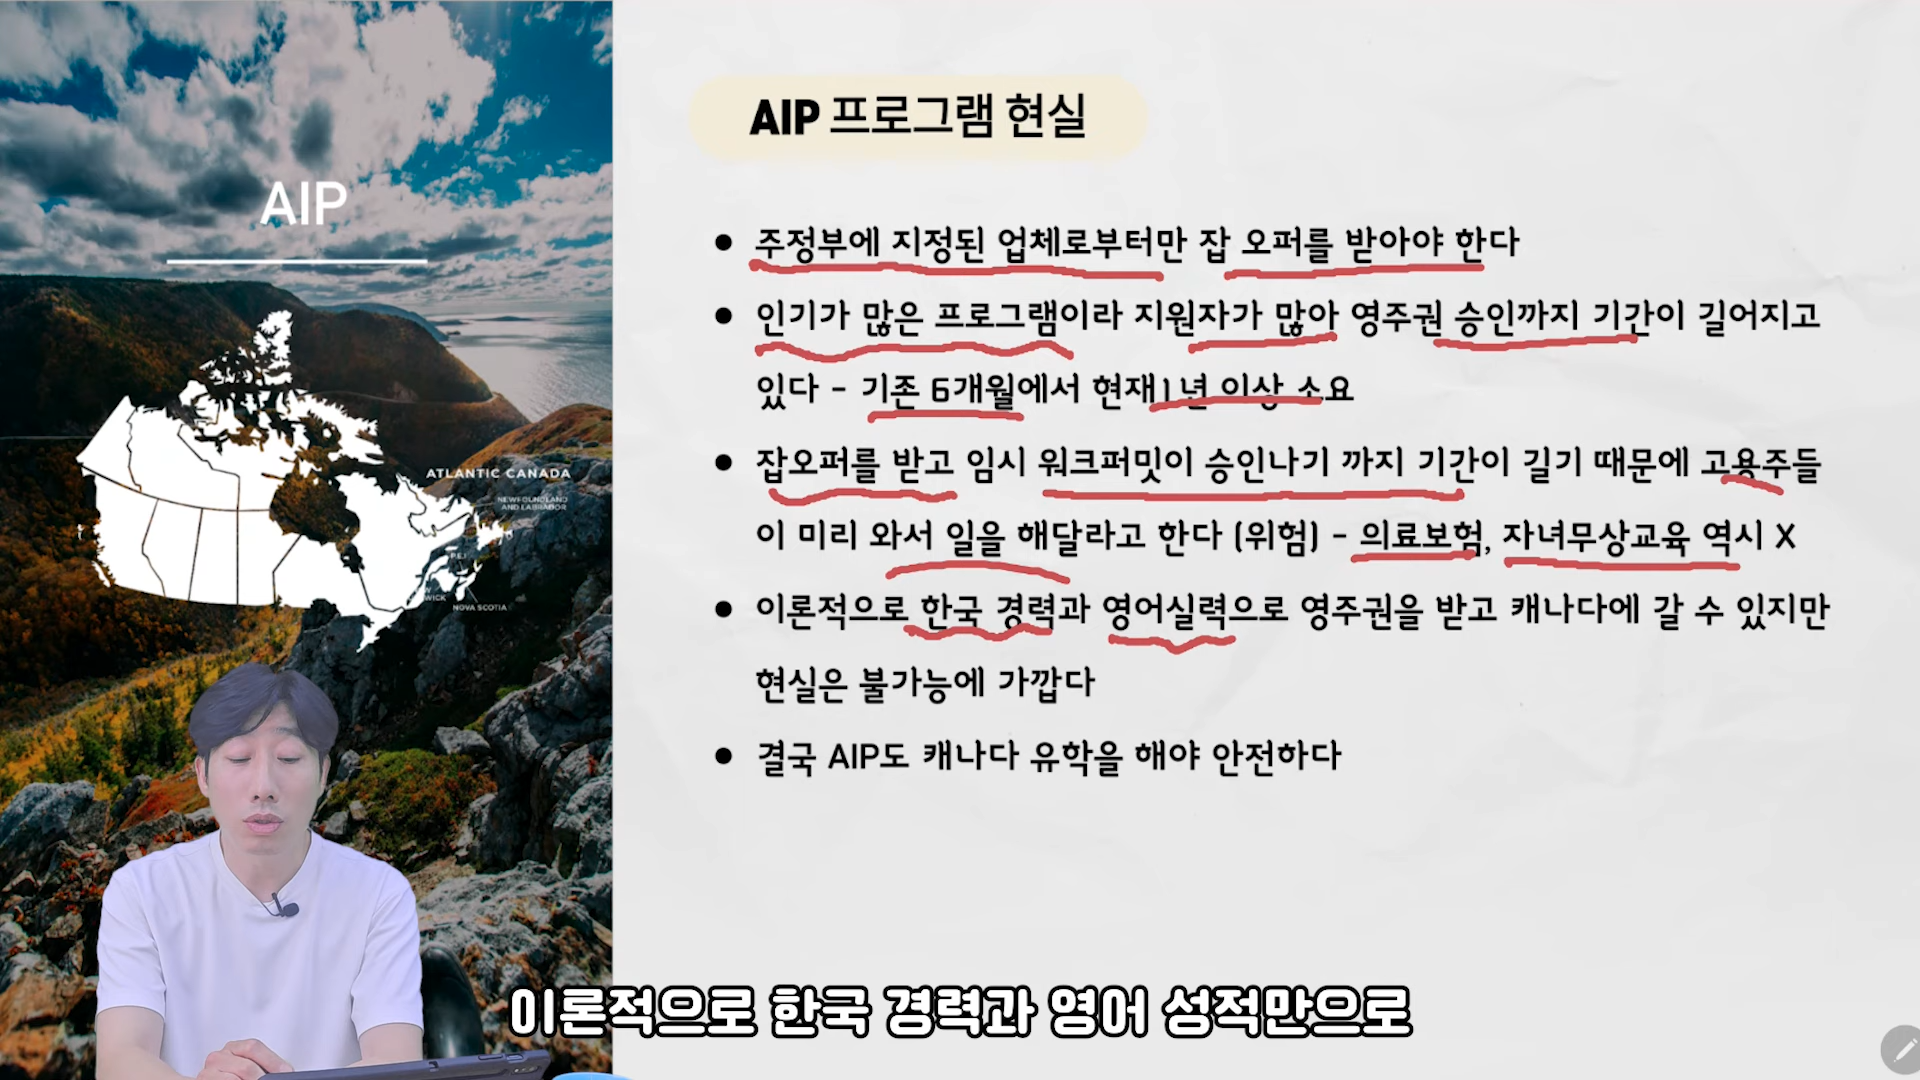 AIP
ATLANTIC CANADA
NEWFOUNDLAND
AND LABRADOR
P.E.I
NOVA SCOTIA
AIP 프로그램 현실
● 주정부에 지정된 업체로부터만 잡 오퍼를 받아야 한다
● 인기가 많은 프로그램이라 지원자가 많아 영주권 승인까지 기간이 길어지고
있다 - 기존 6개월에서 현재1년 이상 소요
● 잡오퍼를 받고 임시 워크퍼밋이 승인나기 까지 기간이 길기 때문에 고용주들
이 미리 와서 일을 해달라고 한다 (위험) - 의료보험, 자녀무상교육 역시 X
● 이론적으로 한국 경력과 영어실력으로 영주권을 받고 캐나다에 갈 수 있지만
현실은 불가능에 가깝다
● 결국 AIP도 캐나다 유학을 해야 안전하다
이론적으로 한국 경력과 영어 성적만으로